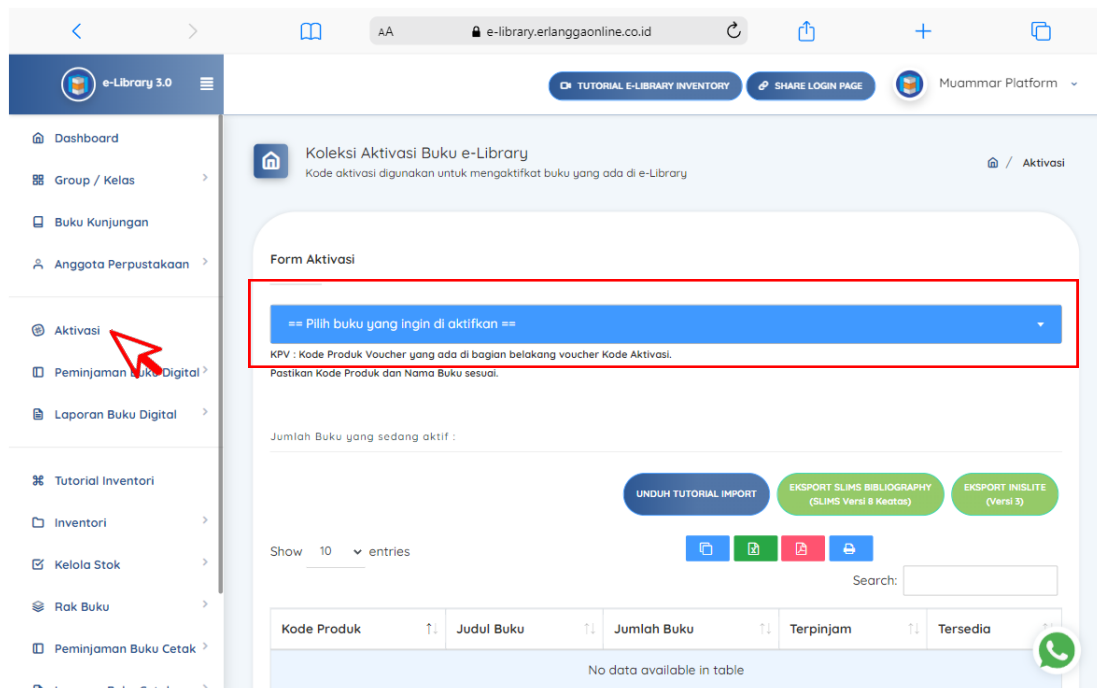 AA
e-library.erlanggaonline.co.id
e-Library 3.0
TUTORIAL E-LIBRARY INVENTORY
SHARE LOGIN PAGE
Muammar Platform
Dashboard
Group / Kelas
Buku Kunjungan
Anggota Perpustakaan
Aktivasi
Peminjaman Buku Digital
Laporan Buku Digital
Tutorial Inventori
Inventori
Kelola Stok
Rak Buku
Peminjaman Buku Cetak
Koleksi Aktivasi Buku e-Library
Kode aktivasi digunakan untuk mengaktifkat buku yang ada di e-Library
/ Aktivasi
Form Aktivasi
== Pilih buku yang ingin di aktifkan ==
KPV : Kode Produk Voucher yang ada di bagian belakang voucher Kode Aktivasi.
Pastikan Kode Produk dan Nama Buku sesuai.
Jumlah Buku yang sedang aktif :
UNDUH TUTORIAL IMPORT
EKSPORT SLIMS BIBLIOGRAPHY
(SLIMS Versi 8 Keatas)
EKSPORT INISLITE
(Versi 3)
Show 10 entries
Search:
Kode Produk Judul Buku Jumlah Buku Terpinjam Tersedia
No data available in table